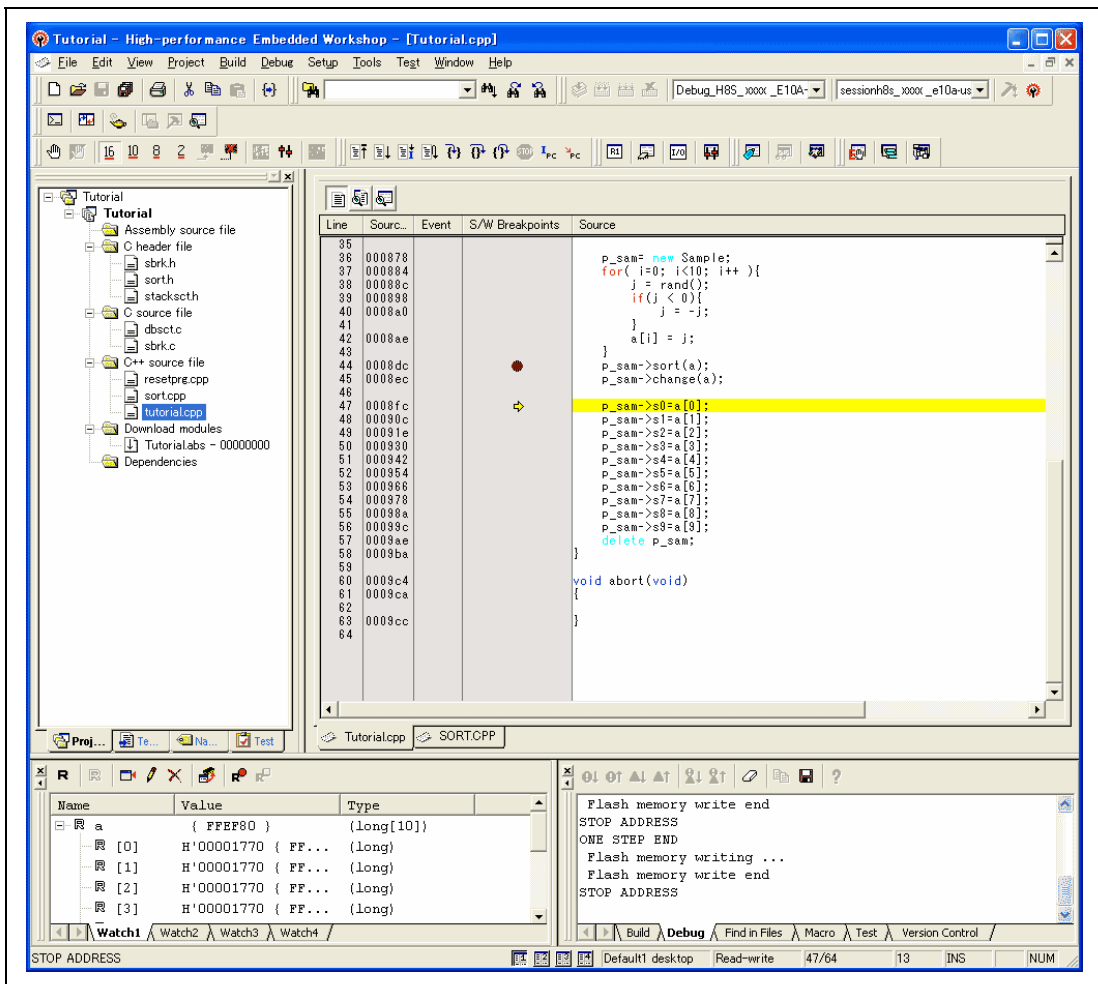 Tutorial - High-performance Embedded Workshop - [Tutorial.cpp]
File Edit View Project Build Debug Setup Tools Test Window Help
Debug_H8S_xxxx _E10A- sessionh8s_xxxx _e10a-us
16 10 8 2
Tutorial
Tutorial
Assembly source file
C header file
sbrk.h
sort.h
stacksct.h
C source file
dbsct.c
sbrk.c
C++ source file
resetprg.cpp
sort.cpp
tutorial.cpp
Download modules
Tutorial.abs - 00000000
Dependencies
Proj... Te... Na... Test
Line Sourc... Event S/W Breakpoints Source
35
36 000878 p_sam= new Sample;
37 000884 for( i=0; i<10; i++ ){
38 00088c j = rand();
39 000898 if(j < 0){
40 0008a0 j = -j;
41 }
42 0008ae a[i] = j;
43 }
44 0008dc p_sam->sort(a);
45 0008ec p_sam->change(a);
46
47 0008fc p_sam->s0=a[0];
48 00090c p_sam->s1=a[1];
49 00091e p_sam->s2=a[2];
50 000930 p_sam->s3=a[3];
51 000942 p_sam->s4=a[4];
52 000954 p_sam->s5=a[5];
53 000966 p_sam->s6=a[6];
54 000978 p_sam->s7=a[7];
55 00098a p_sam->s8=a[8];
56 00099c p_sam->s9=a[9];
57 0009ae delete p_sam;
58 0009ba }
59
60 0009c4 void abort(void)
61 0009ca {
62
63 0009cc }
64
Tutorial.cpp SORT.CPP
Name Value Type
R a { FFEF80 } (long[10])
R [0] H'00001770 { FF... (long)
R [1] H'00001770 { FF... (long)
R [2] H'00001770 { FF... (long)
R [3] H'00001770 { FF... (long)
Watch1 Watch2 Watch3 Watch4
Flash memory write end
STOP ADDRESS
ONE STEP END
Flash memory writing ...
Flash memory write end
STOP ADDRESS
Build Debug Find in Files Macro Test Version Control
STOP ADDRESS Default1 desktop Read-write 47/64 13 INS NUM